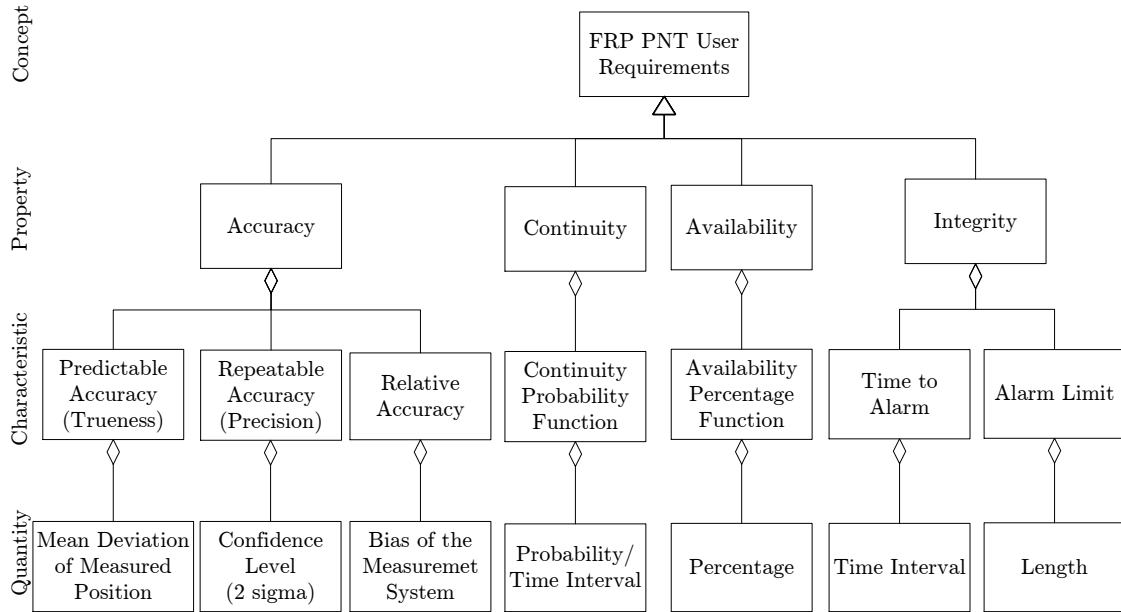 Concept
FRP PNT User
Requirements
Property
Accuracy
Continuity
Availability
Integrity
Characteristic
Predictable
Accuracy
(Trueness)
Repeatable
Accuracy
(Precision)
Relative
Accuracy
Continuity
Probability
Function
Availability
Percentage
Function
Time to
Alarm
Alarm Limit
Quantity
Mean Deviation
of Measured
Position
Confidence
Level
(2 sigma)
Bias of the
Measuremet
System
Probability/
Time Interval
Percentage
Time Interval
Length